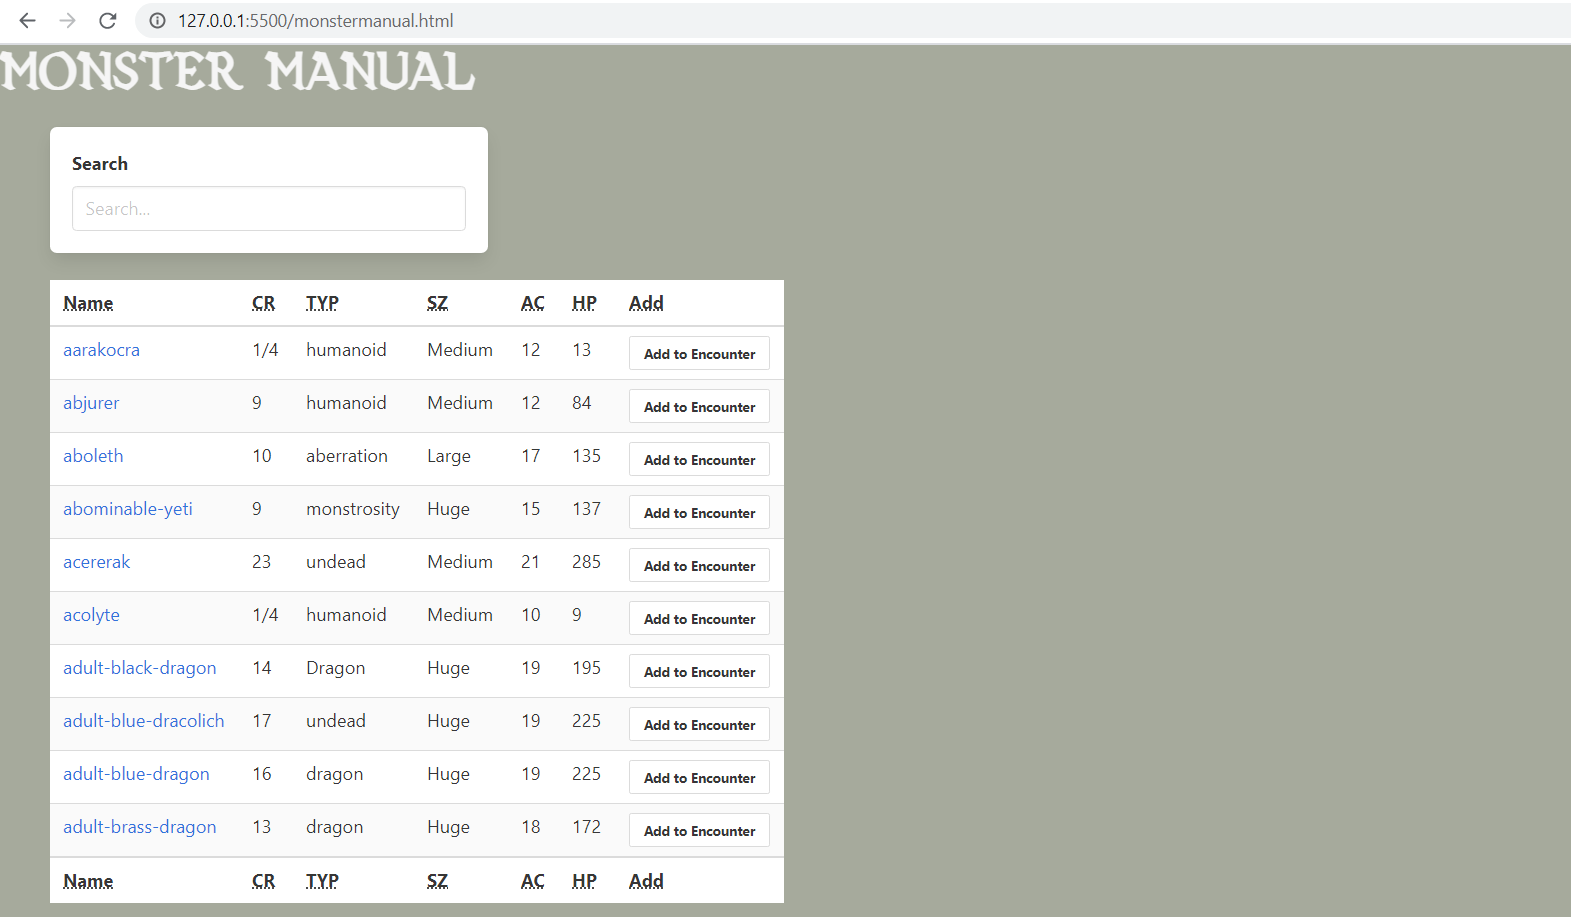 127.0.0.1:5500/monstermanual.html
MONSTER MANUAL
Search
Search...
Name CR TYP SZ AC HP Add
aarakocra 1/4 humanoid Medium 12 13 Add to Encounter
abjurer 9 humanoid Medium 12 84 Add to Encounter
aboleth 10 aberration Large 17 135 Add to Encounter
abominable-yeti 9 monstrosity Huge 15 137 Add to Encounter
acererak 23 undead Medium 21 285 Add to Encounter
acolyte 1/4 humanoid Medium 10 9 Add to Encounter
adult-black-dragon 14 Dragon Huge 19 195 Add to Encounter
adult-blue-dracolich 17 undead Huge 19 225 Add to Encounter
adult-blue-dragon 16 dragon Huge 19 225 Add to Encounter
adult-brass-dragon 13 dragon Huge 18 172 Add to Encounter
Name CR TYP SZ AC HP Add